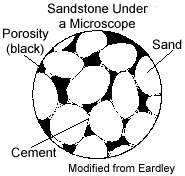 Sandstone Under
a Microscope
Porosity
(black)
Sand
Cement
Modified from Eardley